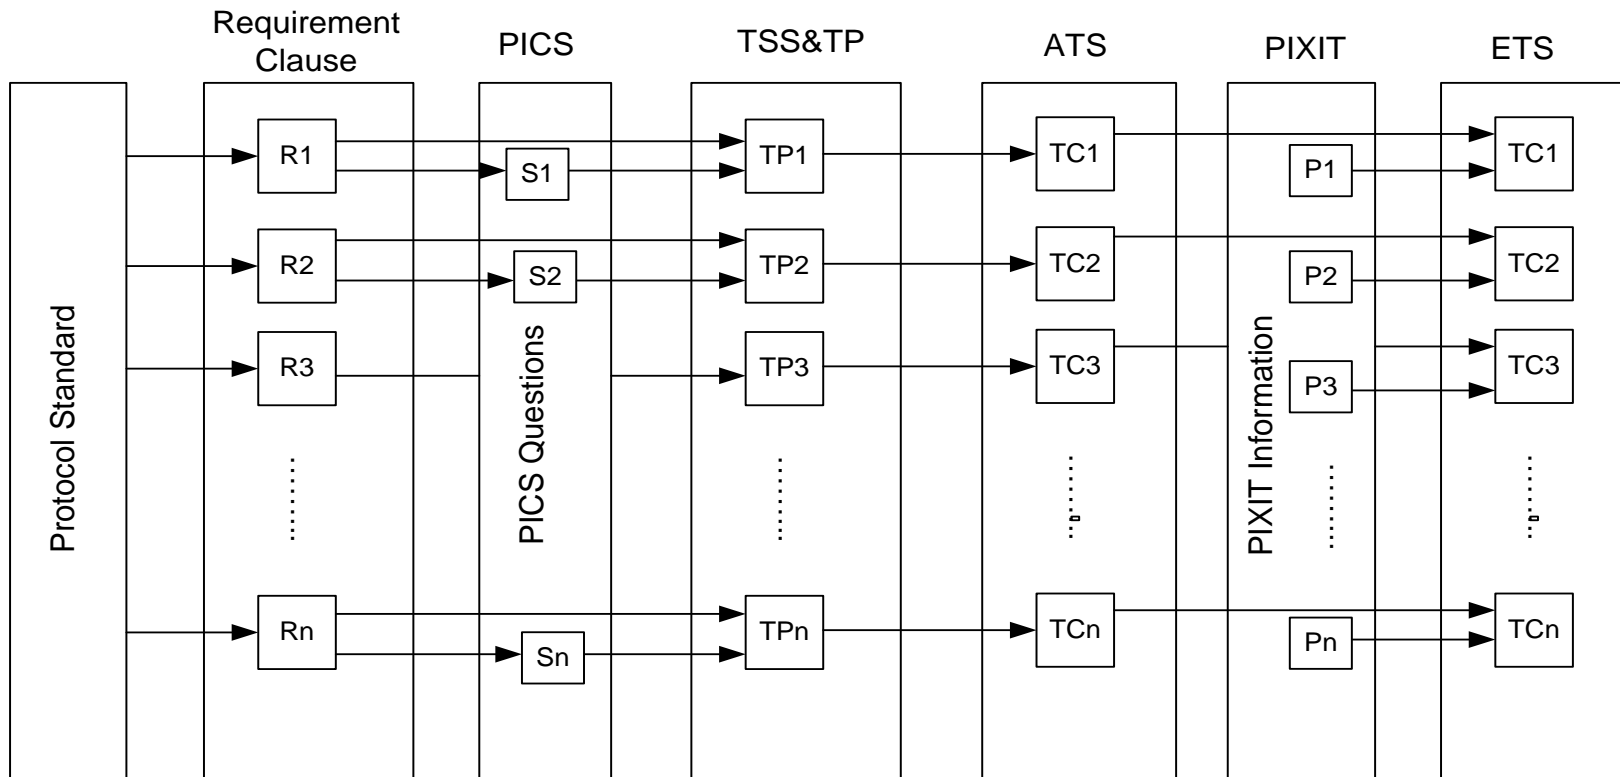 Requirement
Clause
PICS
TSS&TP
ATS
PIXIT
ETS
Protocol Standard
R1
S1
TP1
TC1
P1
TC1
R2
S2
TP2
TC2
P2
TC2
R3
PICS Questions
TP3
TC3
PIXIT Information
P3
TC3
Rn
Sn
TPn
TCn
Pn
TCn